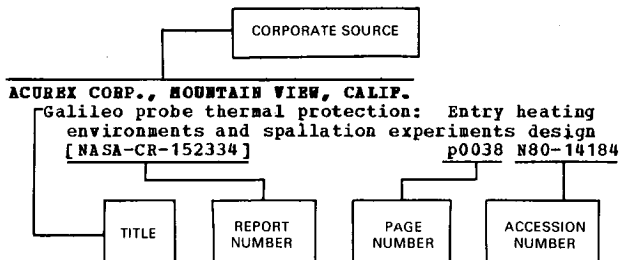 CORPORATE SOURCE
ACUREX CORP., MOUNTAIN VIEW, CALIF.
Galileo probe thermal protection: Entry heating
environments and spallation experiments design
[NASA-CR-152334] p0038 N80-14184
TITLE
REPORT NUMBER
PAGE NUMBER
ACCESSION NUMBER